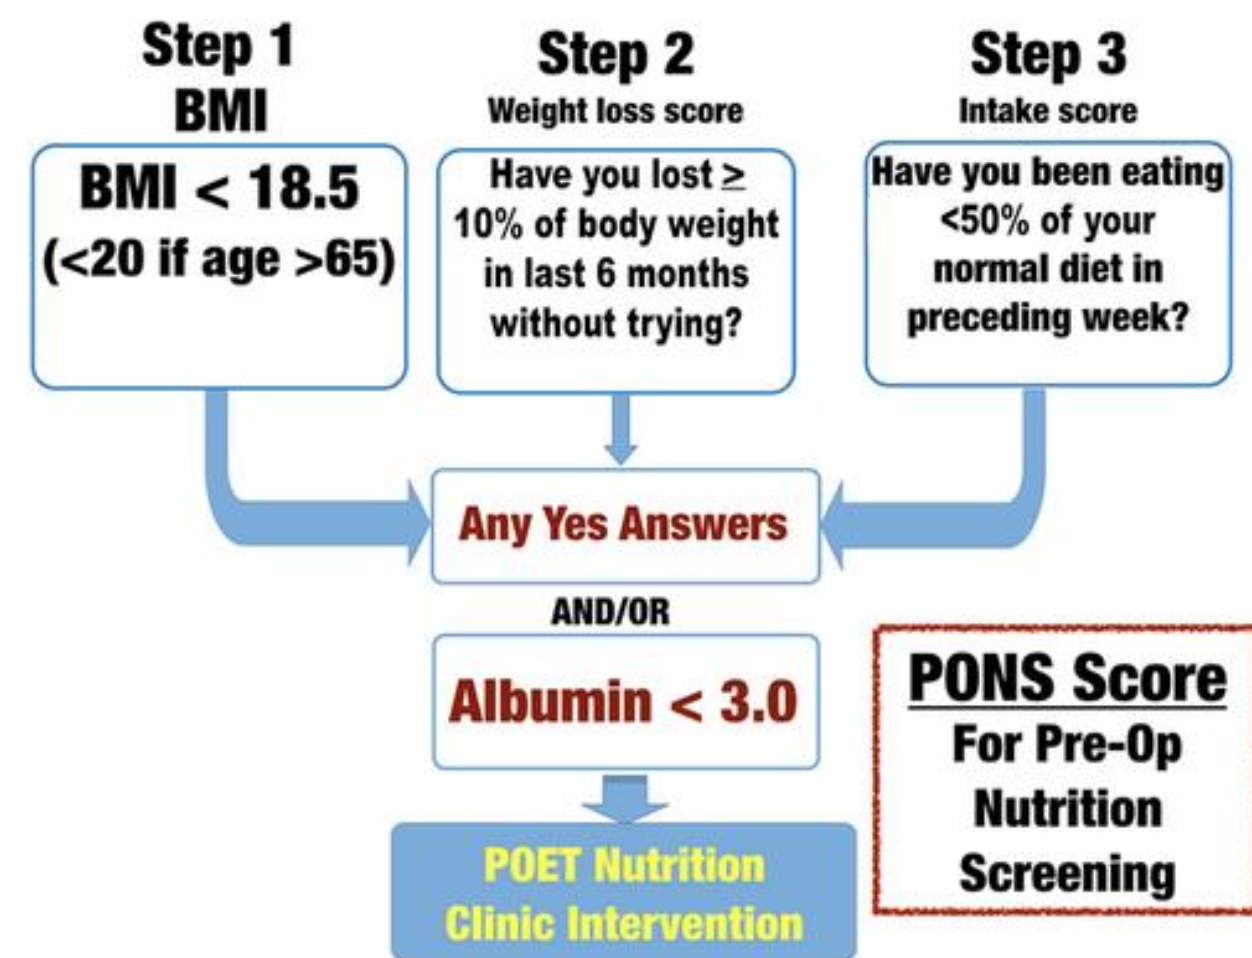 Step 1
BMI
BMI < 18.5
(<20 if age >65)
Step 2
Weight loss score
Have you lost ≥
10% of body weight
in last 6 months
without trying?
Step 3
Intake score
Have you been eating
<50% of your
normal diet in
preceding week?
Any Yes Answers
AND/OR
Albumin < 3.0
POET Nutrition
Clinic Intervention
PONS Score
For Pre-Op
Nutrition
Screening